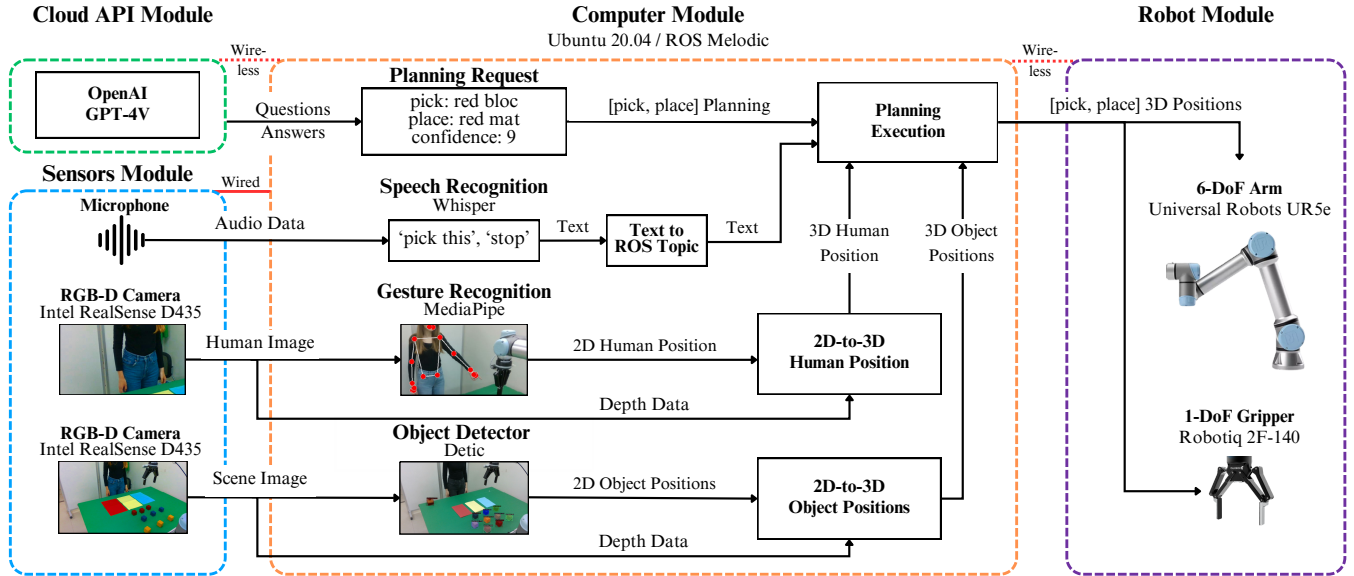 Cloud API Module
Computer Module
Robot Module
Ubuntu 20.04 / ROS Melodic
Wire-
less
Wire-
less
OpenAI
GPT-4V
Questions
Answers
Planning Request
pick: red bloc
place: red mat
confidence: 9
[pick, place] Planning
Planning
Execution
[pick, place] 3D Positions
Sensors Module
Wired
Microphone
Audio Data
Speech Recognition
Whisper
‘pick this’, ‘stop’
Text
Text to
ROS Topic
Text
3D Human
Position
3D Object
Positions
6-DoF Arm
Universal Robots UR5e
RGB-D Camera
Intel RealSense D435
Human Image
Gesture Recognition
MediaPipe
2D Human Position
2D-to-3D
Human Position
Depth Data
RGB-D Camera
Intel RealSense D435
Scene Image
Object Detector
Detic
2D Object Positions
2D-to-3D
Object Positions
Depth Data
1-DoF Gripper
Robotiq 2F-140